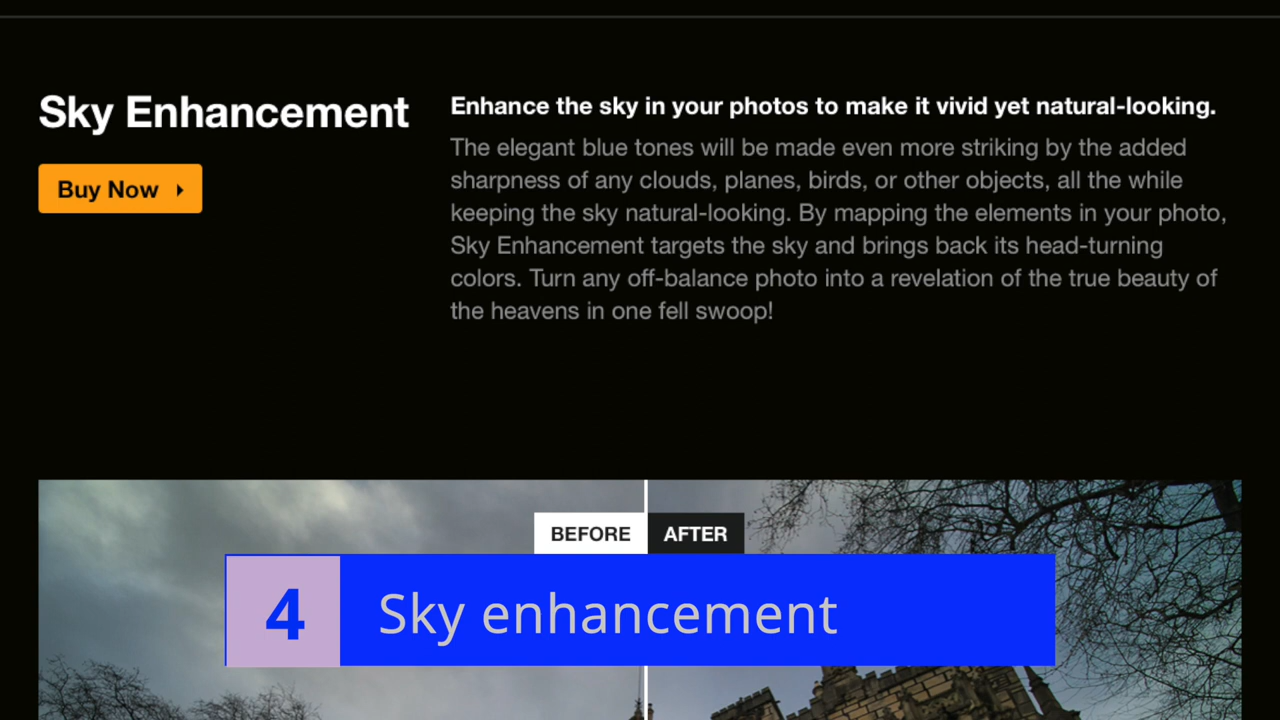 Sky Enhancement
Buy Now
Enhance the sky in your photos to make it vivid yet natural-looking.
The elegant blue tones will be made even more striking by the added
sharpness of any clouds, planes, birds, or other objects, all the while
keeping the sky natural-looking. By mapping the elements in your photo,
Sky Enhancement targets the sky and brings back its head-turning
colors. Turn any off-balance photo into a revelation of the true beauty of
the heavens in one fell swoop!
BEFORE AFTER
4 Sky enhancement